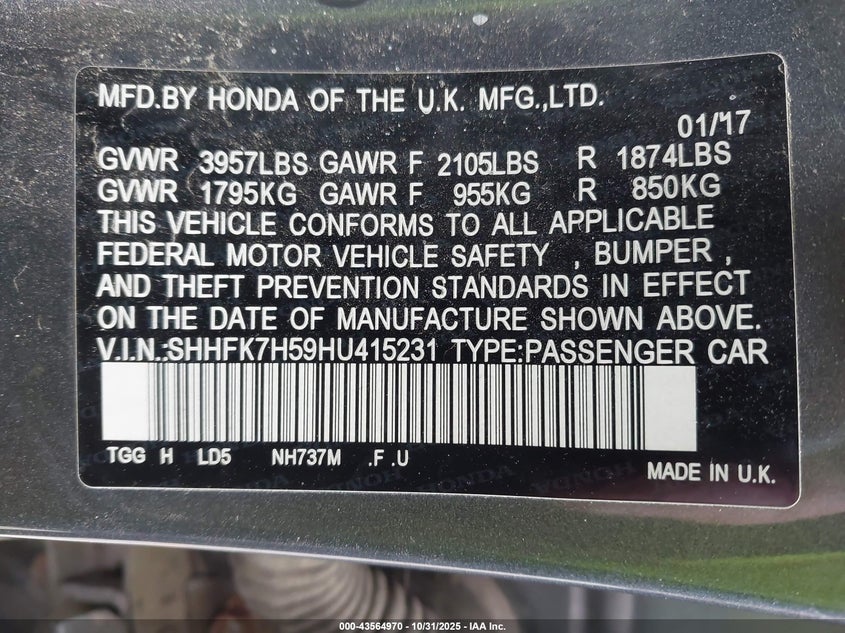 MFD.BY HONDA OF THE U.K. MFG.,LTD.
01/17
GVWR 3957LBS GAWR F 2105LBS R 1874LBS
GVWR 1795KG GAWR F 955KG R 850KG
THIS VEHICLE CONFORMS TO ALL APPLICABLE
FEDERAL MOTOR VEHICLE SAFETY , BUMPER ,
AND THEFT PREVENTION STANDARDS IN EFFECT
ON THE DATE OF MANUFACTURE SHOWN ABOVE.
V.I.N.:SHHFK7H59HU415231 TYPE:PASSENGER CAR
TGG H LD5 NH737M .F .U
MADE IN U.K.
000-43564970 - 10/31/2025 - IAA Inc.